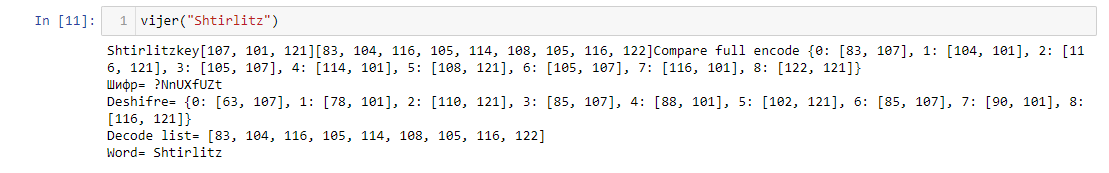 In [11]: 1 vijer("Shtirlitz")
Shtirlitzkey[107, 101, 121][83, 104, 116, 105, 114, 108, 105, 116, 122]Compare full encode {0: [83, 107], 1: [104, 101], 2: [11
6, 121], 3: [105, 107], 4: [114, 101], 5: [108, 121], 6: [105, 107], 7: [116, 101], 8: [122, 121]}
Шифр= ?NnUXfUZt
Deshifre= {0: [63, 107], 1: [78, 101], 2: [110, 121], 3: [85, 107], 4: [88, 101], 5: [102, 121], 6: [85, 107], 7: [90, 101], 8:
[116, 121]}
Decode list= [83, 104, 116, 105, 114, 108, 105, 116, 122]
Word= Shtirlitz